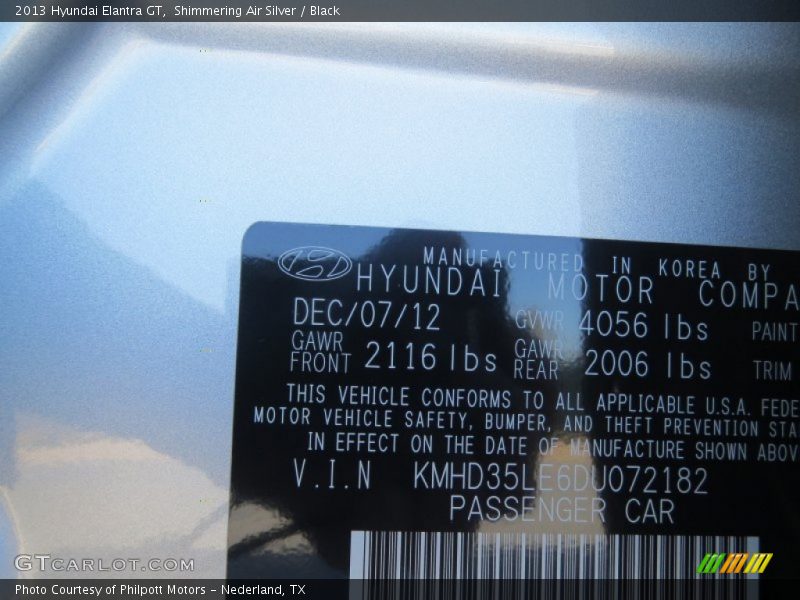 2013 Hyundai Elantra GT, Shimmering Air Silver / Black
MANUFACTURED IN KOREA BY
HYUNDAI MOTOR COMPA
DEC/07/12 GVWR 4056 lbs PAINT
GAWR FRONT 2116 lbs GAWR REAR 2006 lbs TRIM
THIS VEHICLE CONFORMS TO ALL APPLICABLE U.S.A. FEDE
MOTOR VEHICLE SAFETY, BUMPER, AND THEFT PREVENTION STA
IN EFFECT ON THE DATE OF MANUFACTURE SHOWN ABOV
V.I.N KMHD35LE6DU072182
PASSENGER CAR
GTCARLOT.COM
Photo Courtesy of Philpott Motors - Nederland, TX